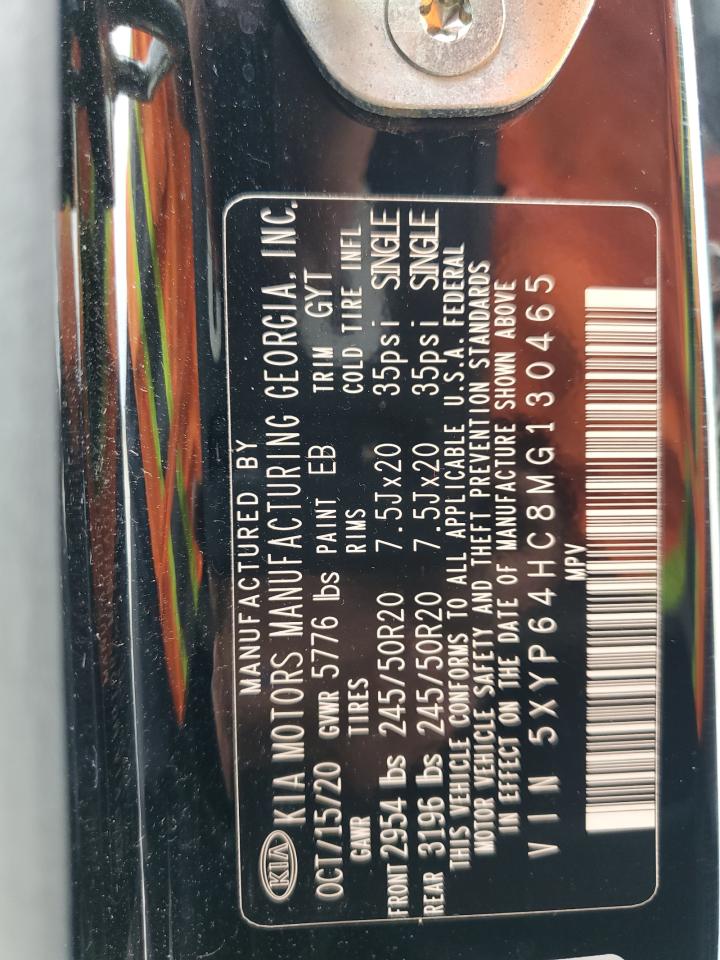 MANUFACTURED BY
KIA KIA MOTORS MANUFACTURING GEORGIA, INC.
OCT/15/20 GVWR 5776 lbs PAINT EB TRIM GYT
GAWR TIRES RIMS COLD TIRE INFL
FRONT 2954 lbs 245/50R20 7.5Jx20 35psi SINGLE
REAR 3196 lbs 245/50R20 7.5Jx20 35psi SINGLE
THIS VEHICLE CONFORMS TO ALL APPLICABLE U.S.A. FEDERAL
MOTOR VEHICLE SAFETY AND THEFT PREVENTION STANDARDS
IN EFFECT ON THE DATE OF MANUFACTURE SHOWN ABOVE
VIN 5XYP64HC8MG130465
MPV